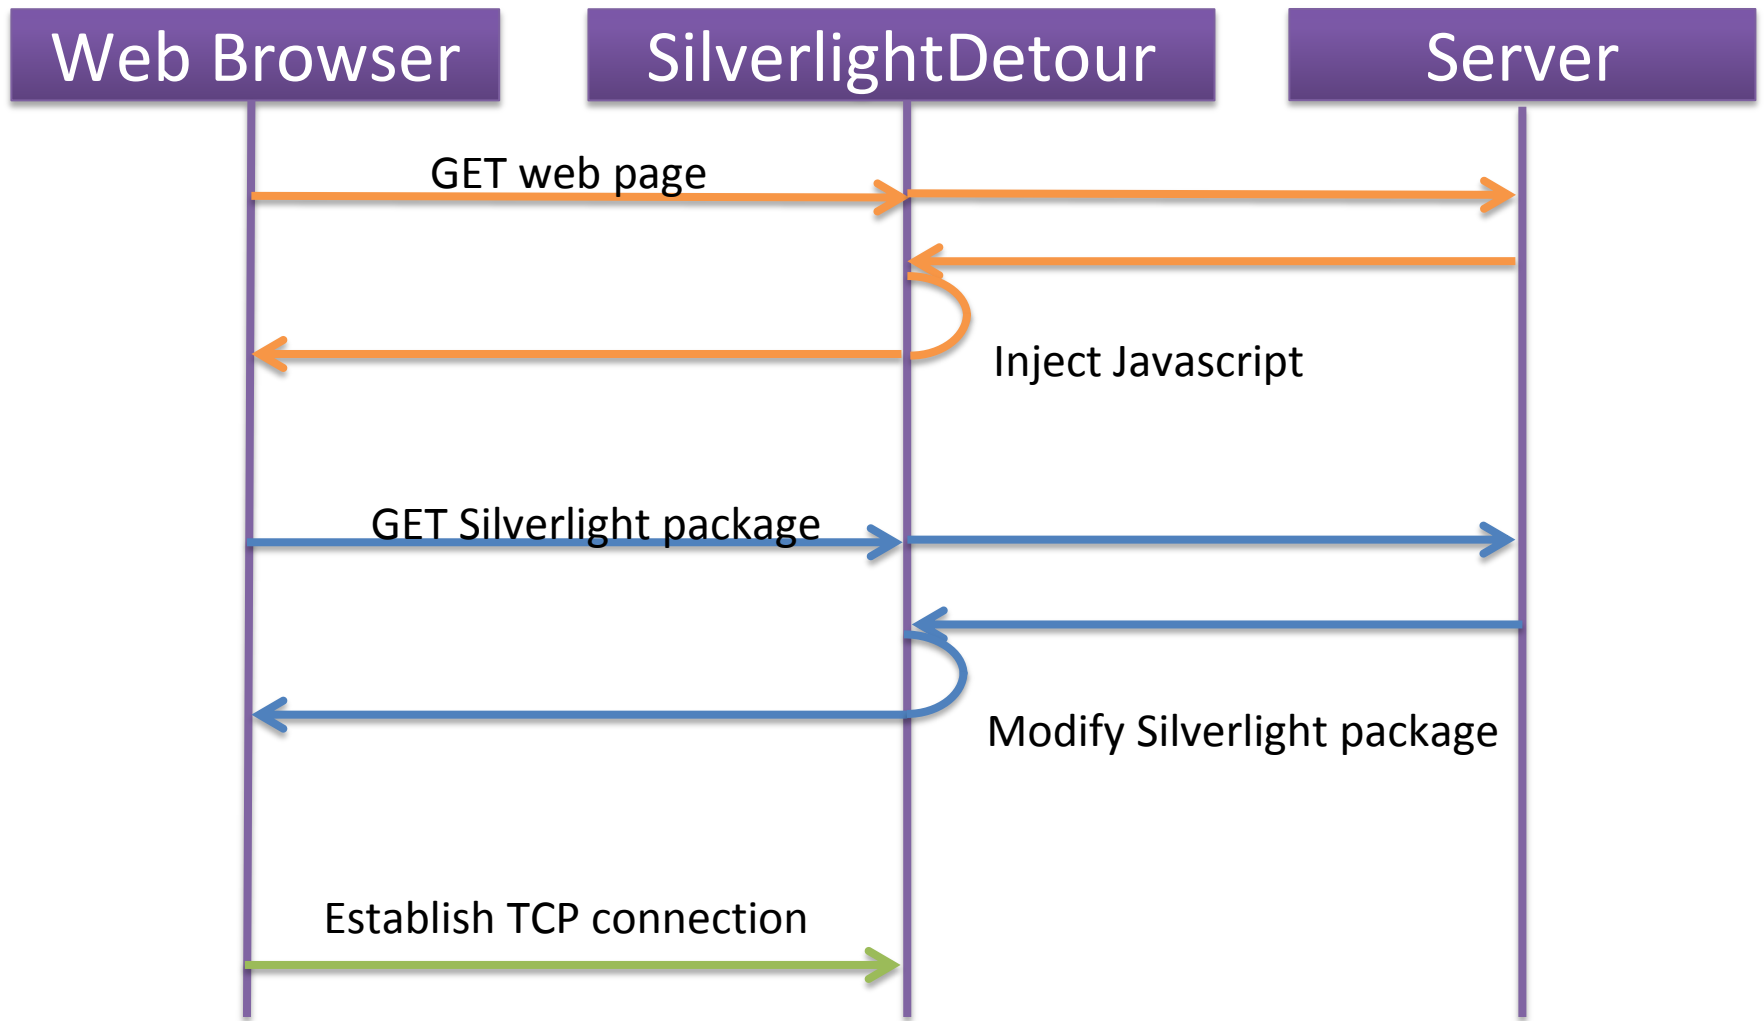 Web Browser
SilverlightDetour
Server
GET web page
Inject Javascript
GET Silverlight package
Modify Silverlight package
Establish TCP connection